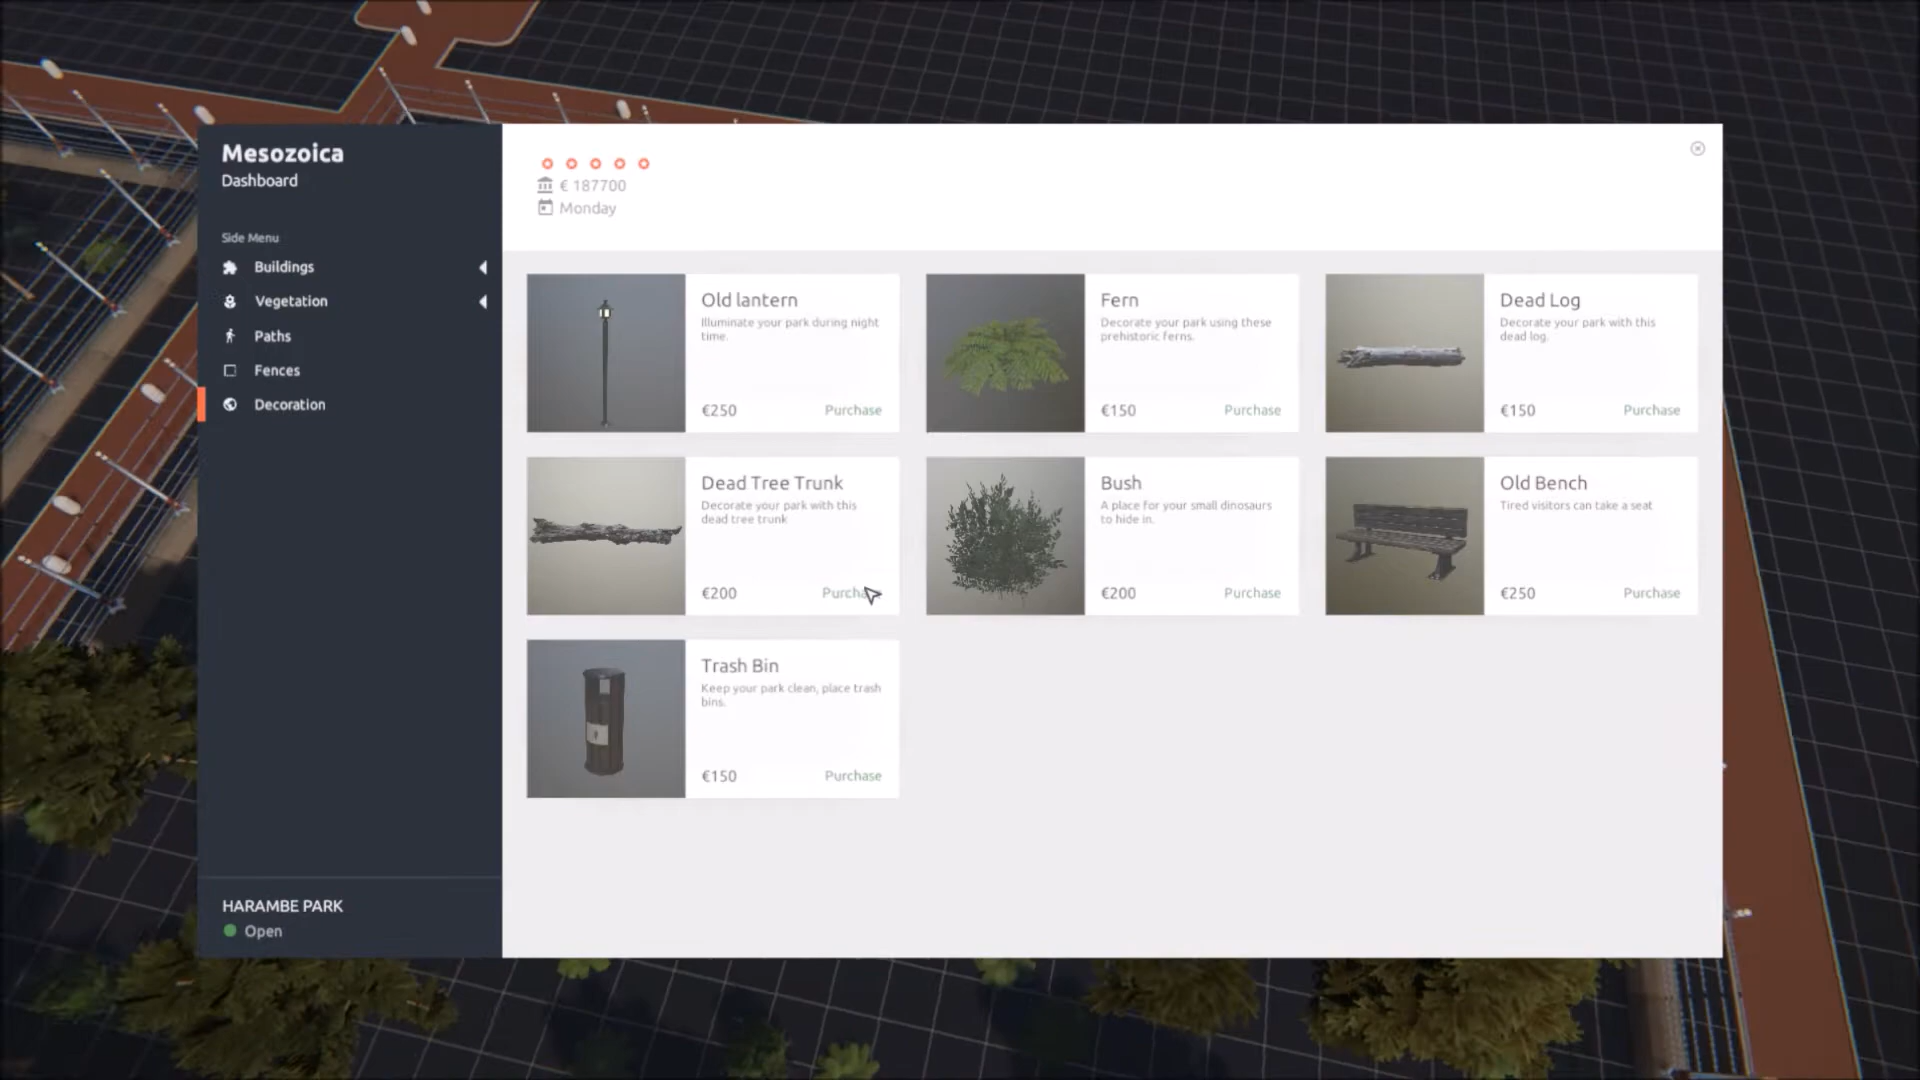 Mesozoica
Dashboard
Side Menu
Buildings
Vegetation
Paths
Fences
Decoration
HARAMBE PARK
Open
€ 187700
Monday
Old lantern
Illuminate your park during night
time.
€250 Purchase
Fern
Decorate your park using these
prehistoric ferns.
€150 Purchase
Dead Log
Decorate your park with this
dead log.
€150 Purchase
Dead Tree Trunk
Decorate your park with this
dead tree trunk
€200 Purcha
Bush
A place for your small dinosaurs
to hide in.
€200 Purchase
Old Bench
Tired visitors can take a seat
€250 Purchase
Trash Bin
Keep your park clean, place trash
bins.
€150 Purchase